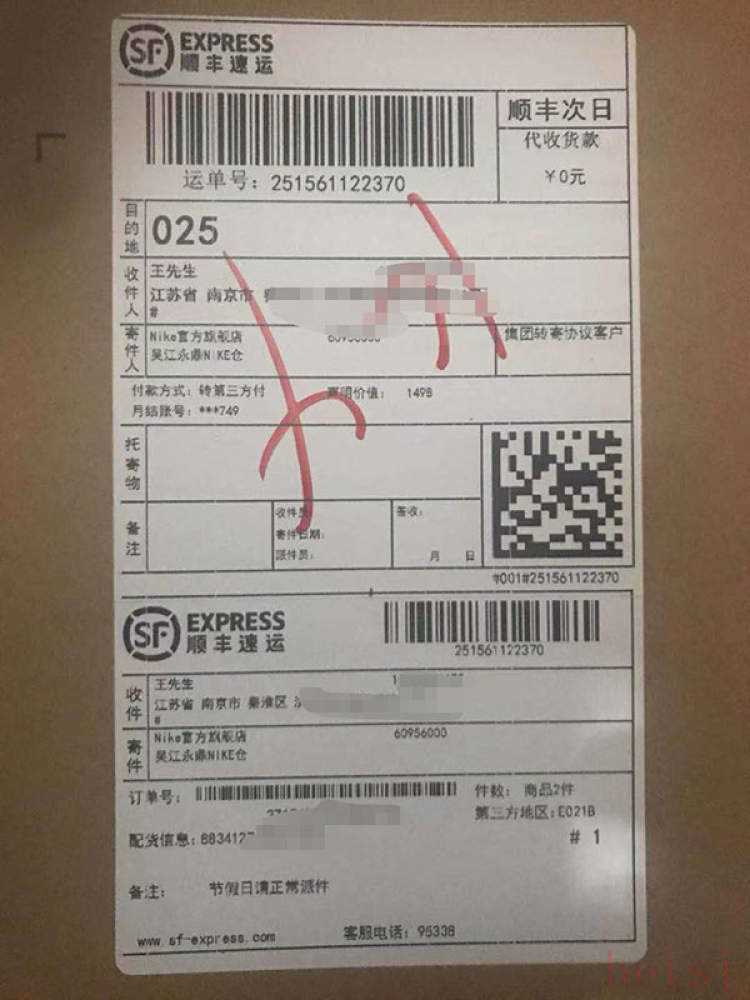 SF EXPRESS
顺丰速运
顺丰次日
代收货款
￥0元
运单号: 251561122370
目的地 025
收件人 王先生
江苏省 南京市
#
寄件人 Nike官方旗舰店
吴江永鼎NIKE仓
集团转寄协议客户
付款方式: 转第三方付 声明价值: 1498
月结账号: ***749
托寄物
备注 收件员
寄件日期:
派件员:
签收:
月 日
#001#251561122370
SF EXPRESS
顺丰速运
251561122370
收件 王先生
江苏省 南京市 秦淮区
#
寄件 Nike官方旗舰店 60956000
吴江永鼎NIKE仓
订单号: 件数: 商品2件
第三方地区: E021B
配货信息: 8834127
# 1
备注: 节假日请正常派件
www.sf-express.com 客服电话: 95338